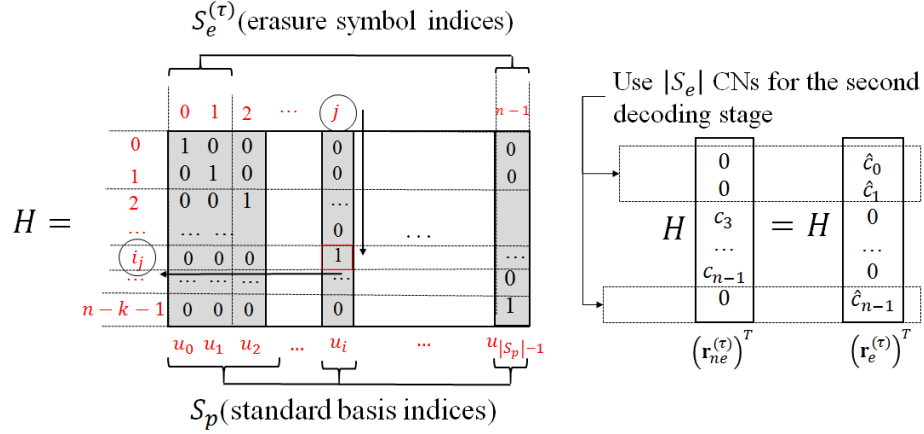 S_e^{(τ)}(erasure symbol indices)
0 1 2 ⋯ j n − 1
0 1 0 0 0 0
1 0 1 0 0 0
2 0 0 1 ⋯
⋯ ⋯ ⋯ 0 ⋯
H = i_j 0 0 0 1 ⋯
⋯ ⋯ ⋯ ⋯ ⋯ 0
n − k − 1 0 0 0 0 1
u_0 u_1 u_2 ⋯ u_i ⋯ u_{|S_p|−1}
S_p(standard basis indices)
Use |S_e| CNs for the second
decoding stage
0 ĉ_0
0 ĉ_1
H c_3 = H 0
⋯ ⋯
c_{n−1} 0
0 ĉ_{n−1}
(r_{ne}^{(τ)})^T (r_e^{(τ)})^T